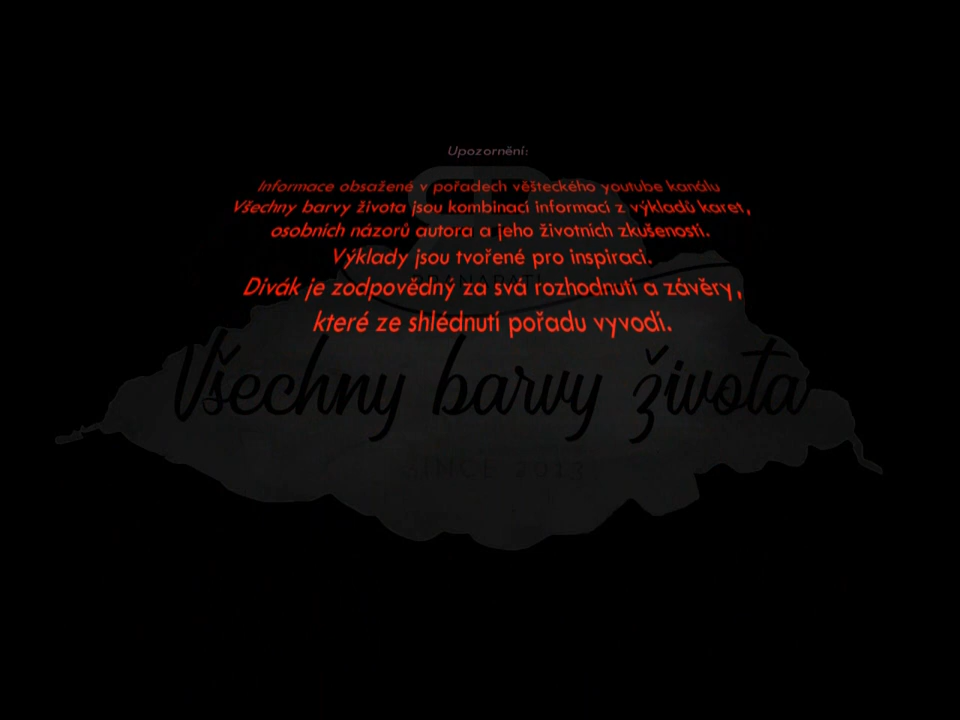 Upozornění:
Informace obsažené v pořadech věšteckého youtube kanálu
Všechny barvy života jsou kombinací informací z výkladů karet,
osobních názorů autora a jeho životních zkušeností.
Výklady jsou tvořené pro inspiraci.
Divák je zodpovědný za svá rozhodnutí a závěry,
které ze shlédnutí pořadu vyvodí.
Všechny barvy života
SINCE 2013